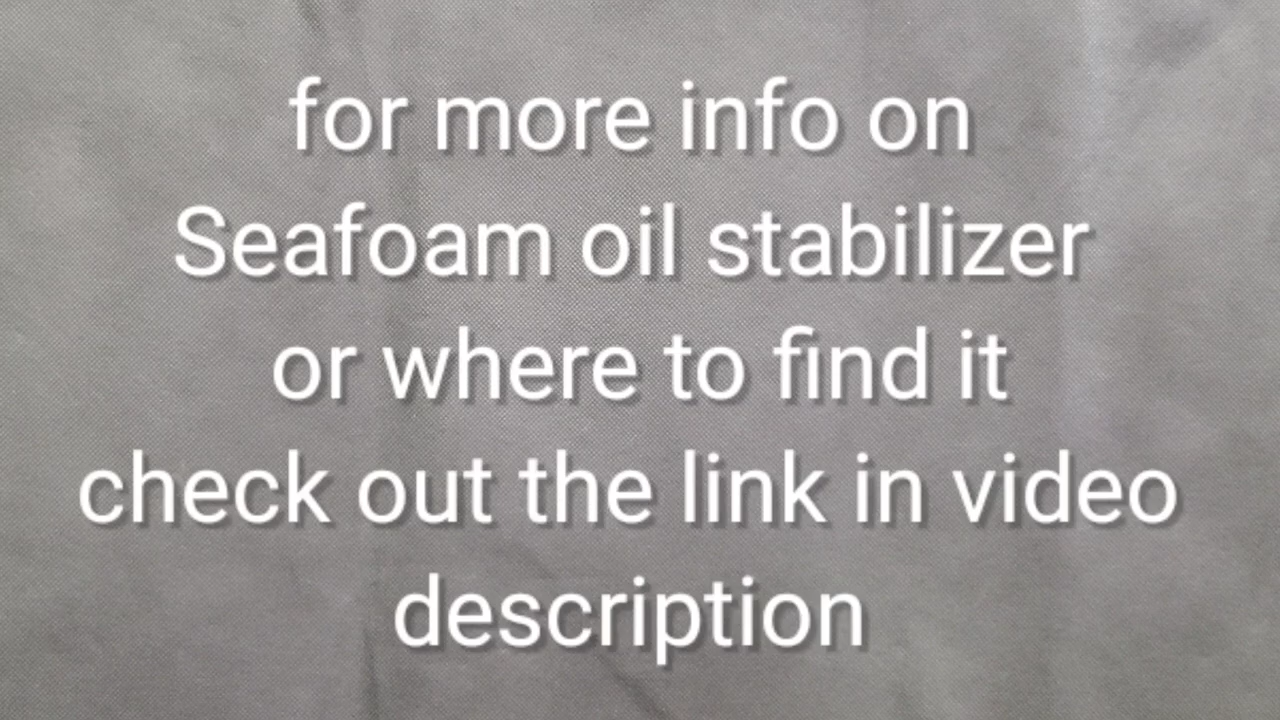 for more info on
Seafoam oil stabilizer
or where to find it
check out the link in video
description